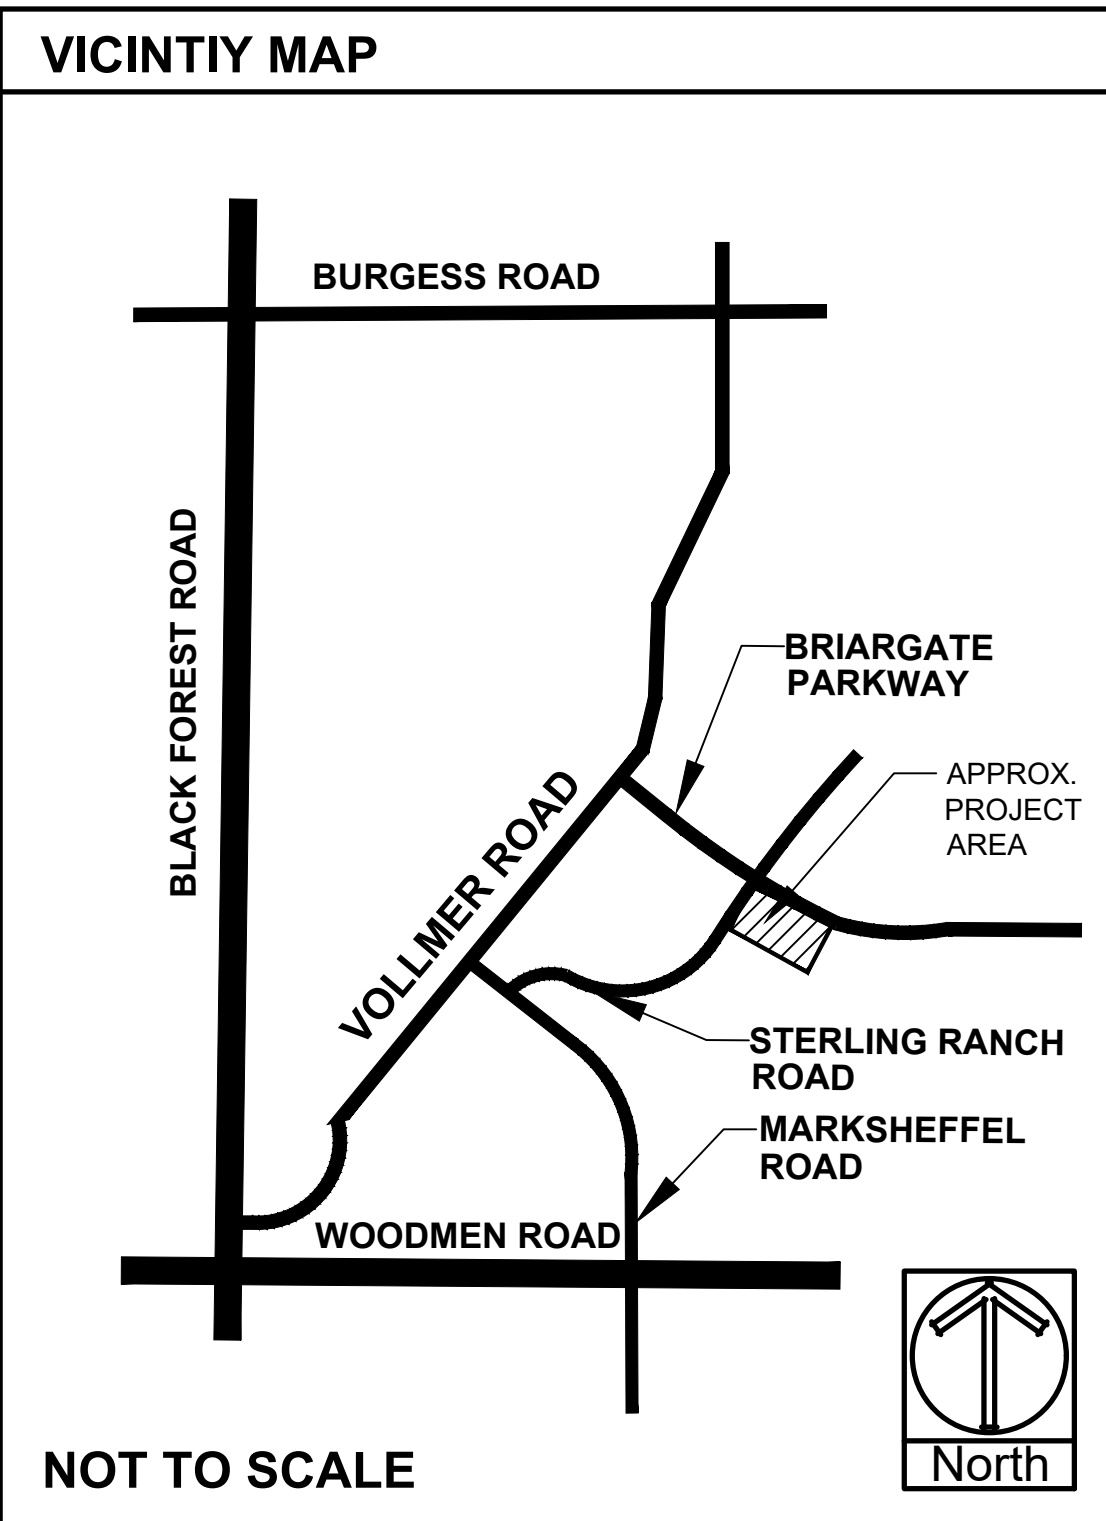 VICINTIY MAP
BURGESS ROAD
BLACK FOREST ROAD
BRIARGATE
PARKWAY
APPROX.
PROJECT
AREA
VOLLMER ROAD
STERLING RANCH
ROAD
MARKSHEFFEL
ROAD
WOODMEN ROAD
North
NOT TO SCALE